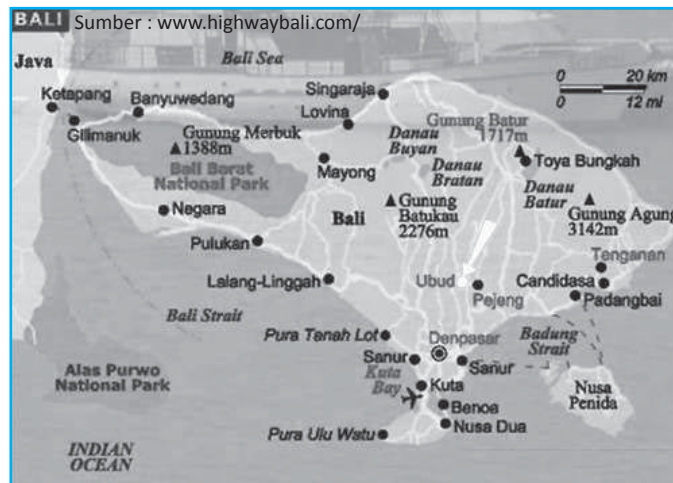 BALI
Sumber : www.highwaybali.com/
Java
Bali Sea
Ketapang
Gilimanuk
Banyuwedang
Singaraja
Lovina
0 20 km
0 12 mi
Gunung Merbuk
1388m
Bali Barat
National Park
Mayong
Danau
Buyan
Gunung Batur
1717m
Toya Bungkah
Danau
Bratan
Danau
Batur
Negara
Bali
Gunung
Batukau
2276m
Gunung Agung
3142m
Pulukan
Tenganan
Lalang-Linggah
Ubud
Pejeng
Candidasa
Padangbai
Bali Strait
Pura Tanah Lot
Denpasar
Badung
Strait
Sanur
Sanur
Kuta
Bay
Alas Purwo
National Park
Kuta
Nusa
Penida
Benoa
Nusa Dua
Pura Ulu Watu
INDIAN
OCEAN